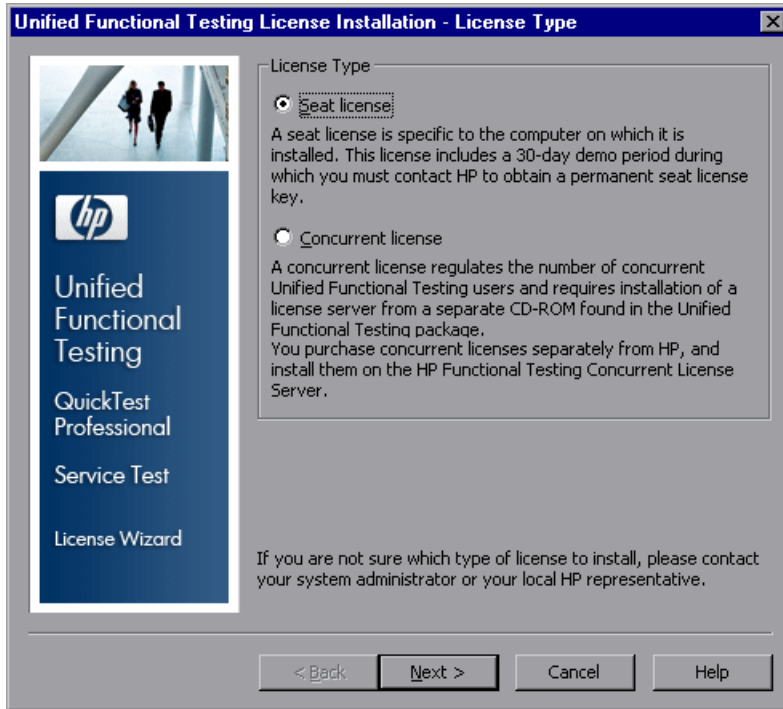 Unified Functional Testing License Installation - License Type
hp
Unified
Functional
Testing
QuickTest
Professional
Service Test
License Wizard
License Type
Seat license
A seat license is specific to the computer on which it is
installed. This license includes a 30-day demo period during
which you must contact HP to obtain a permanent seat license
key.
Concurrent license
A concurrent license regulates the number of concurrent
Unified Functional Testing users and requires installation of a
license server from a separate CD-ROM found in the Unified
Functional Testing package.
You purchase concurrent licenses separately from HP, and
install them on the HP Functional Testing Concurrent License
Server.
If you are not sure which type of license to install, please contact
your system administrator or your local HP representative.
< Back
Next >
Cancel
Help